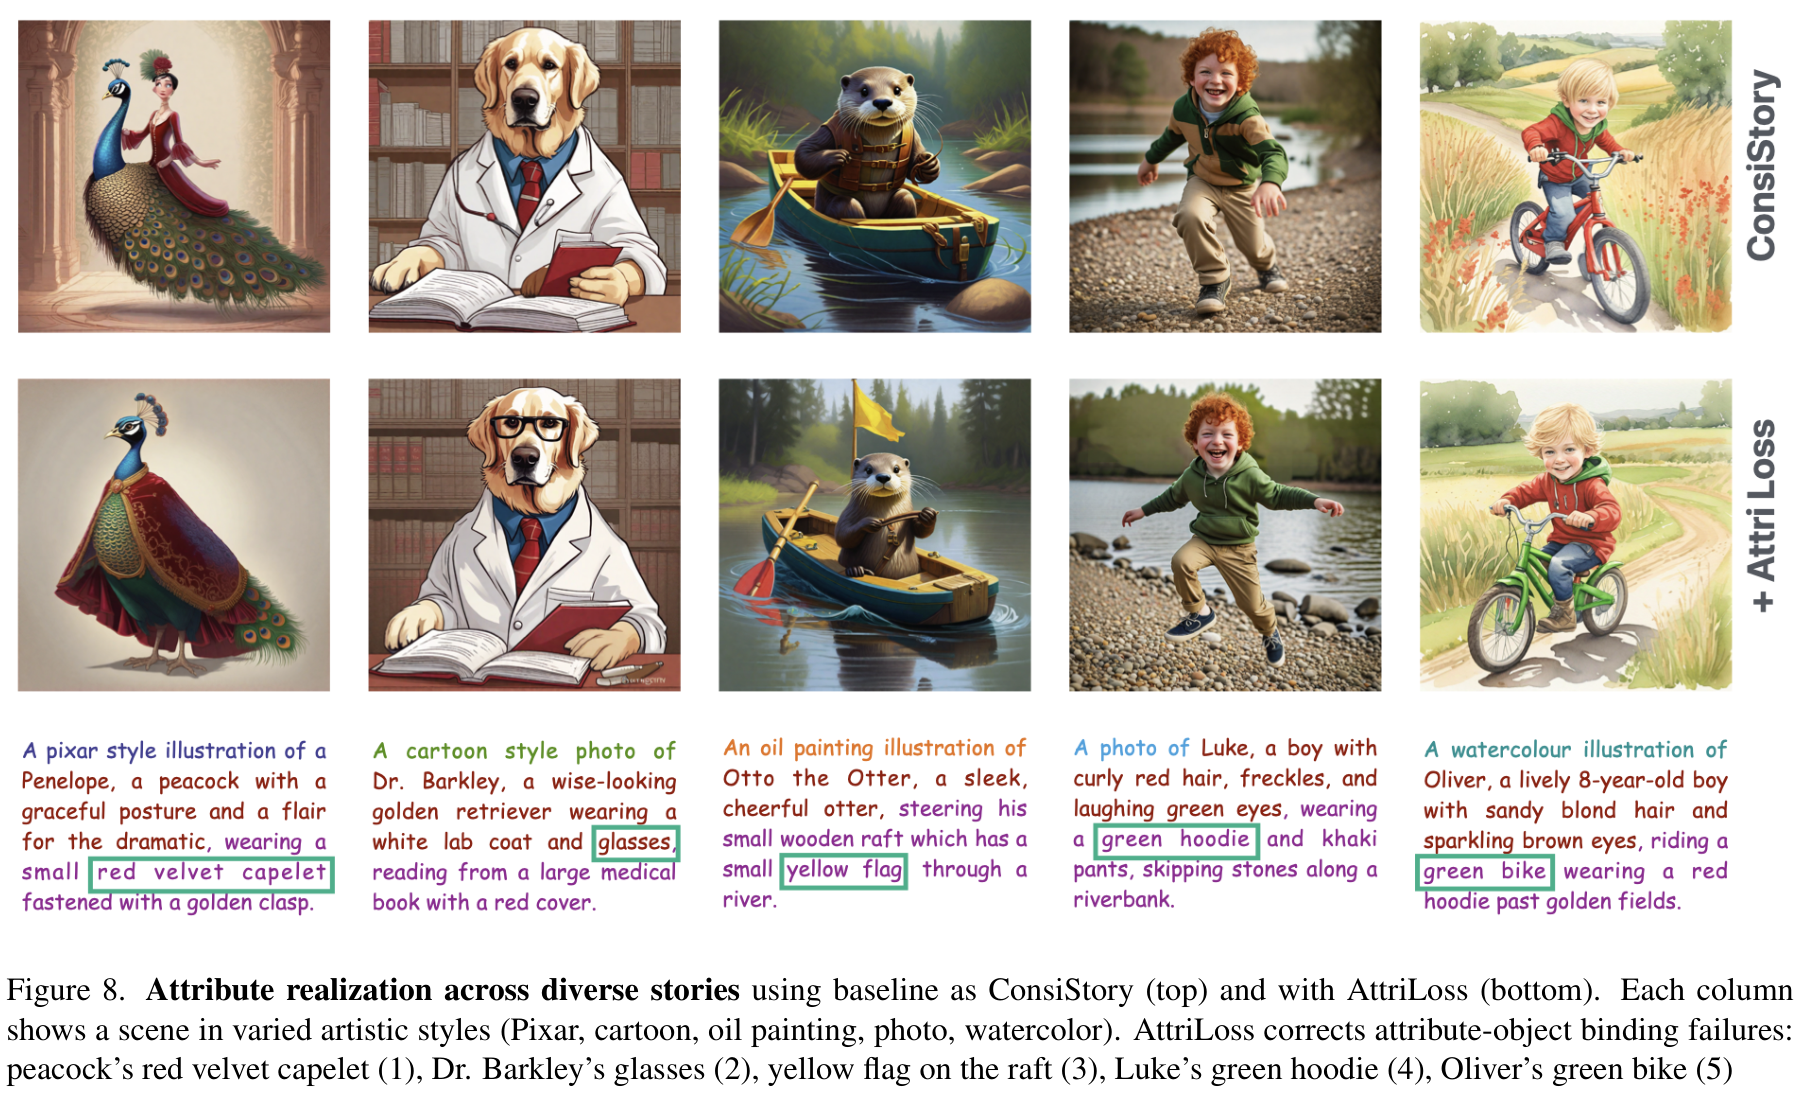 ConsiStory
+ Attri Loss
A pixar style illustration of a
Penelope, a peacock with a
graceful posture and a flair
for the dramatic, wearing a
small red velvet capelet
fastened with a golden clasp.
A cartoon style photo of
Dr. Barkley, a wise-looking
golden retriever wearing a
white lab coat and glasses,
reading from a large medical
book with a red cover.
An oil painting illustration of
Otto the Otter, a sleek,
cheerful otter, steering his
small wooden raft which has a
small yellow flag through a
river.
A photo of Luke, a boy with
curly red hair, freckles, and
laughing green eyes, wearing
a green hoodie and khaki
pants, skipping stones along a
riverbank.
A watercolour illustration of
Oliver, a lively 8-year-old boy
with sandy blond hair and
sparkling brown eyes, riding a
green bike wearing a red
hoodie past golden fields.
Figure 8. Attribute realization across diverse stories using baseline as ConsiStory (top) and with AttriLoss (bottom). Each column
shows a scene in varied artistic styles (Pixar, cartoon, oil painting, photo, watercolor). AttriLoss corrects attribute-object binding failures:
peacock's red velvet capelet (1), Dr. Barkley's glasses (2), yellow flag on the raft (3), Luke's green hoodie (4), Oliver's green bike (5)